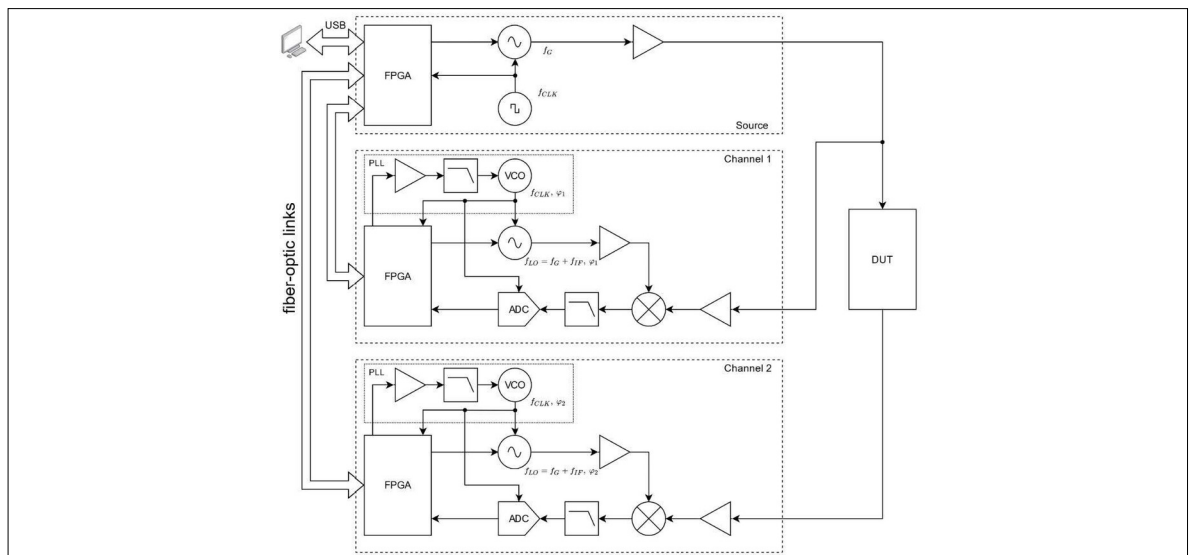 USB
FPGA
f_G
f_CLK
Source
fiber-optic links
Channel 1
PLL
VCO
f_CLK, φ_1
f_LO = f_G + f_IF, φ_1
FPGA
ADC
DUT
Channel 2
PLL
VCO
f_CLK, φ_2
f_LO = f_G + f_IF, φ_2
FPGA
ADC